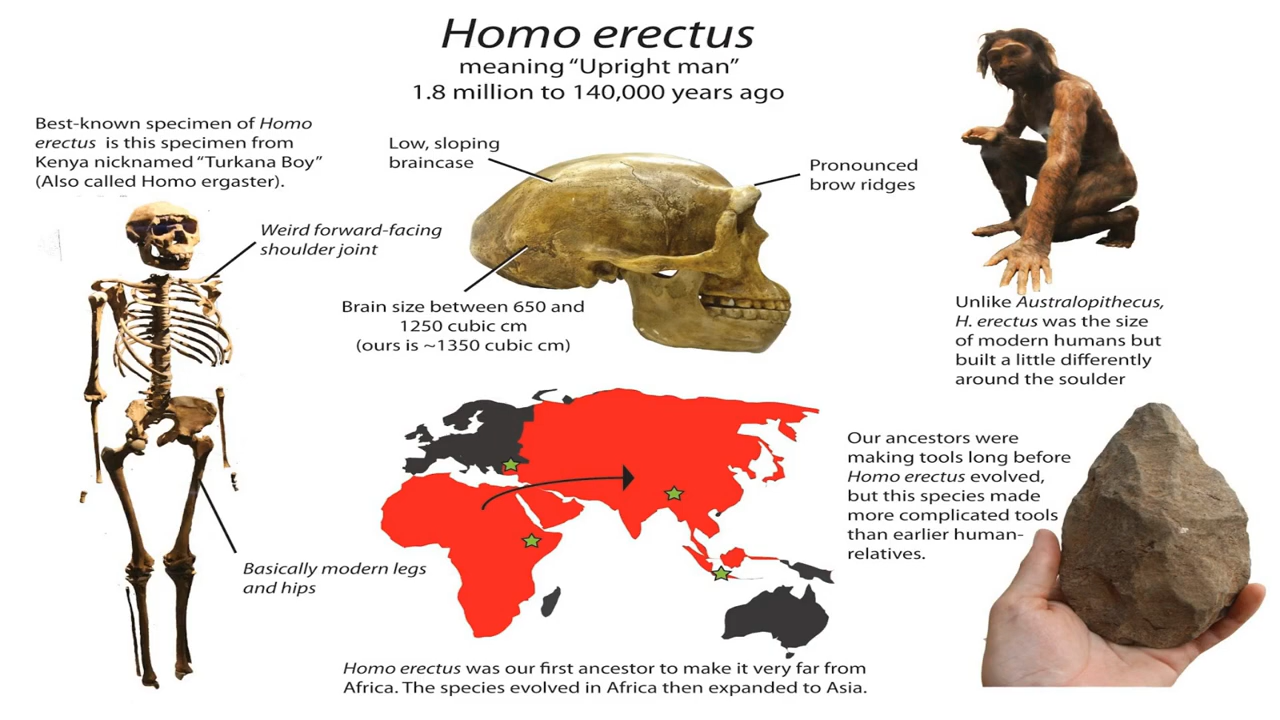 Homo erectus
meaning “Upright man”
1.8 million to 140,000 years ago
Best-known specimen of Homo
erectus is this specimen from
Kenya nicknamed “Turkana Boy”
(Also called Homo ergaster).
Weird forward-facing
shoulder joint
Basically modern legs
and hips
Low, sloping
braincase
Pronounced
brow ridges
Brain size between 650 and
1250 cubic cm
(ours is ~1350 cubic cm)
Unlike Australopithecus,
H. erectus was the size
of modern humans but
built a little differently
around the soulder
Our ancestors were
making tools long before
Homo erectus evolved,
but this species made
more complicated tools
than earlier human-
relatives.
Homo erectus was our first ancestor to make it very far from
Africa. The species evolved in Africa then expanded to Asia.